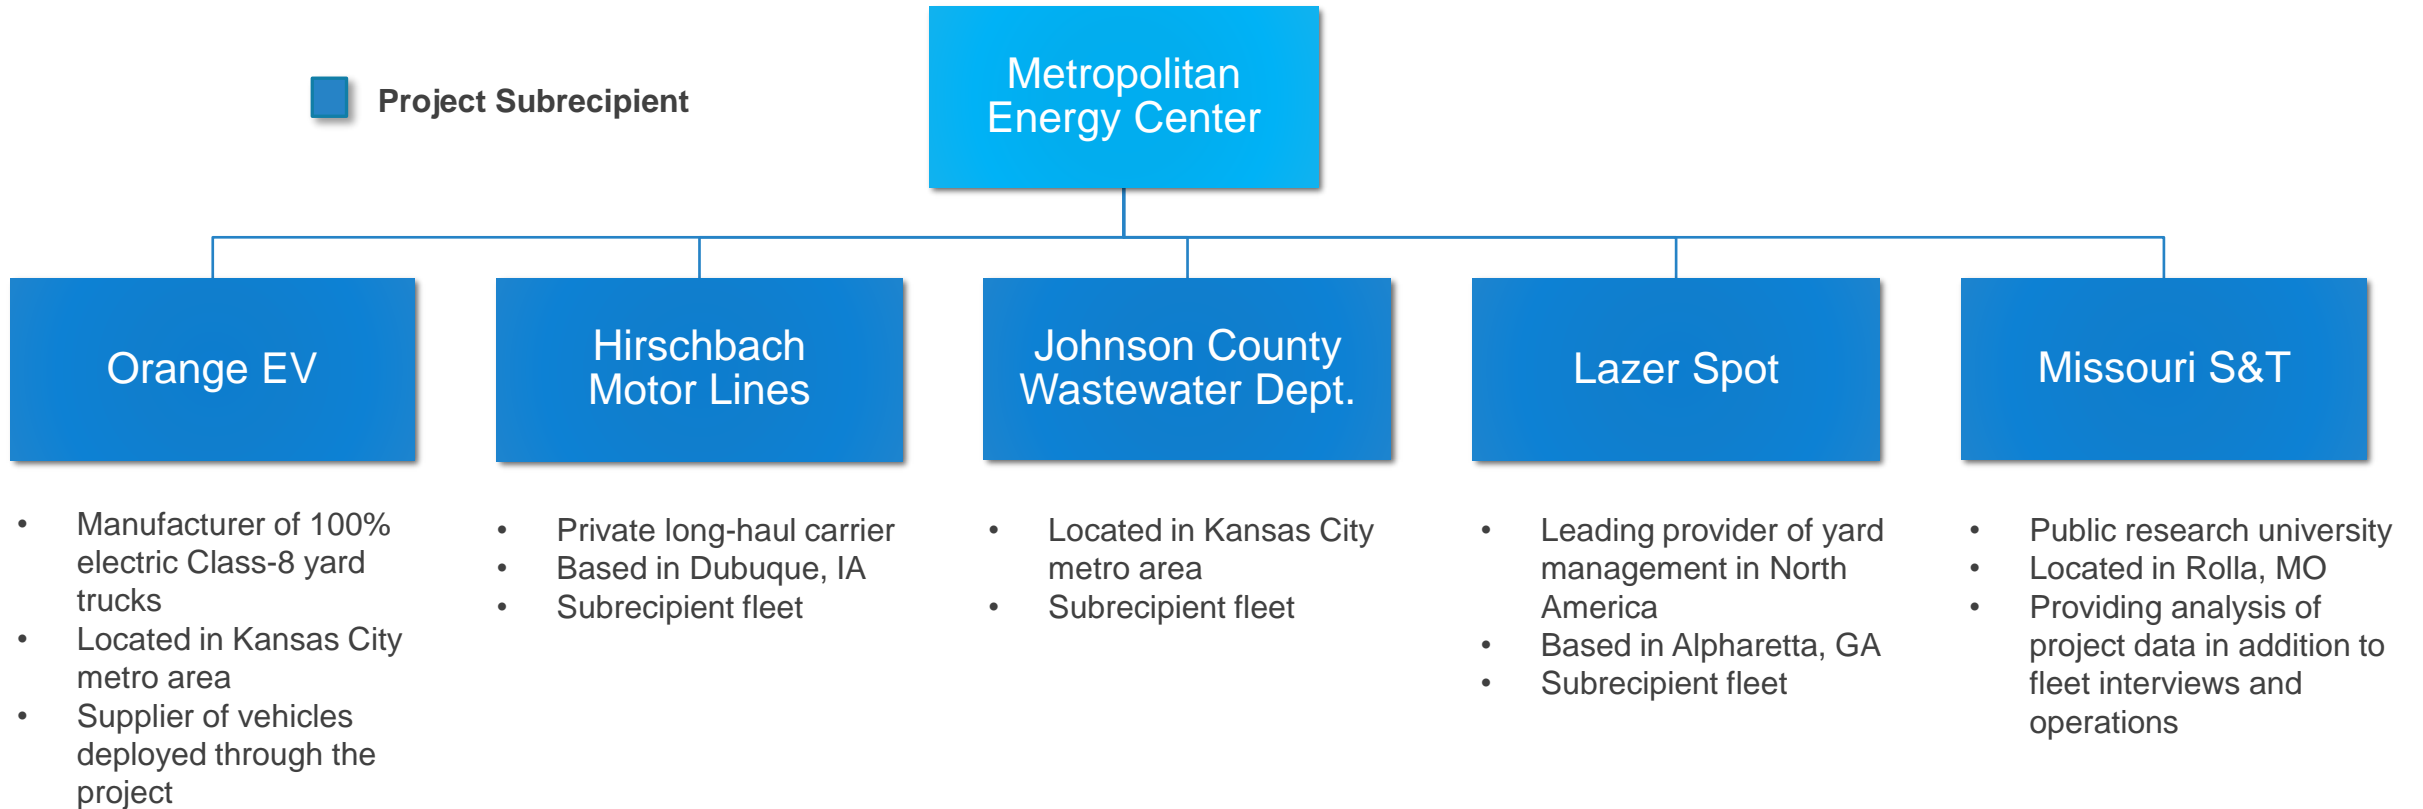 Metropolitan
Energy Center
Project Subrecipient
Orange EV
Hirschbach
Motor Lines
Johnson County
Wastewater Dept.
Lazer Spot
Missouri S&T
• Manufacturer of 100%
electric Class-8 yard
trucks
• Located in Kansas City
metro area
• Supplier of vehicles
deployed through the
project
• Private long-haul carrier
• Based in Dubuque, IA
• Subrecipient fleet
• Located in Kansas City
metro area
• Subrecipient fleet
• Leading provider of yard
management in North
America
• Based in Alpharetta, GA
• Subrecipient fleet
• Public research university
• Located in Rolla, MO
• Providing analysis of
project data in addition to
fleet interviews and
operations